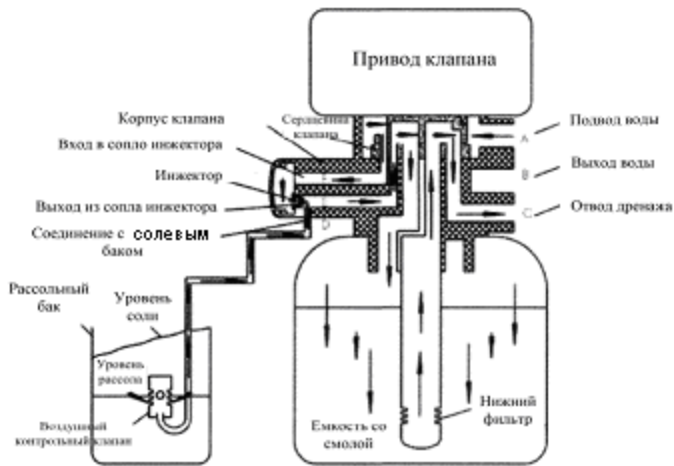 Привод клапана
Корпус клапана
Сердечник
клапана
Подвод воды
Вход в сопло инжектора
A
Инжектор
Выход воды
B
Выход из сопла инжектора
Отвод дренажа
C
D
Соединение с солевым
баком
Рассольный
бак
Уровень
соли
Уровень
рассола
Воздушный
контрольный клапан
Емкость со
смолой
Нижний
фильтр